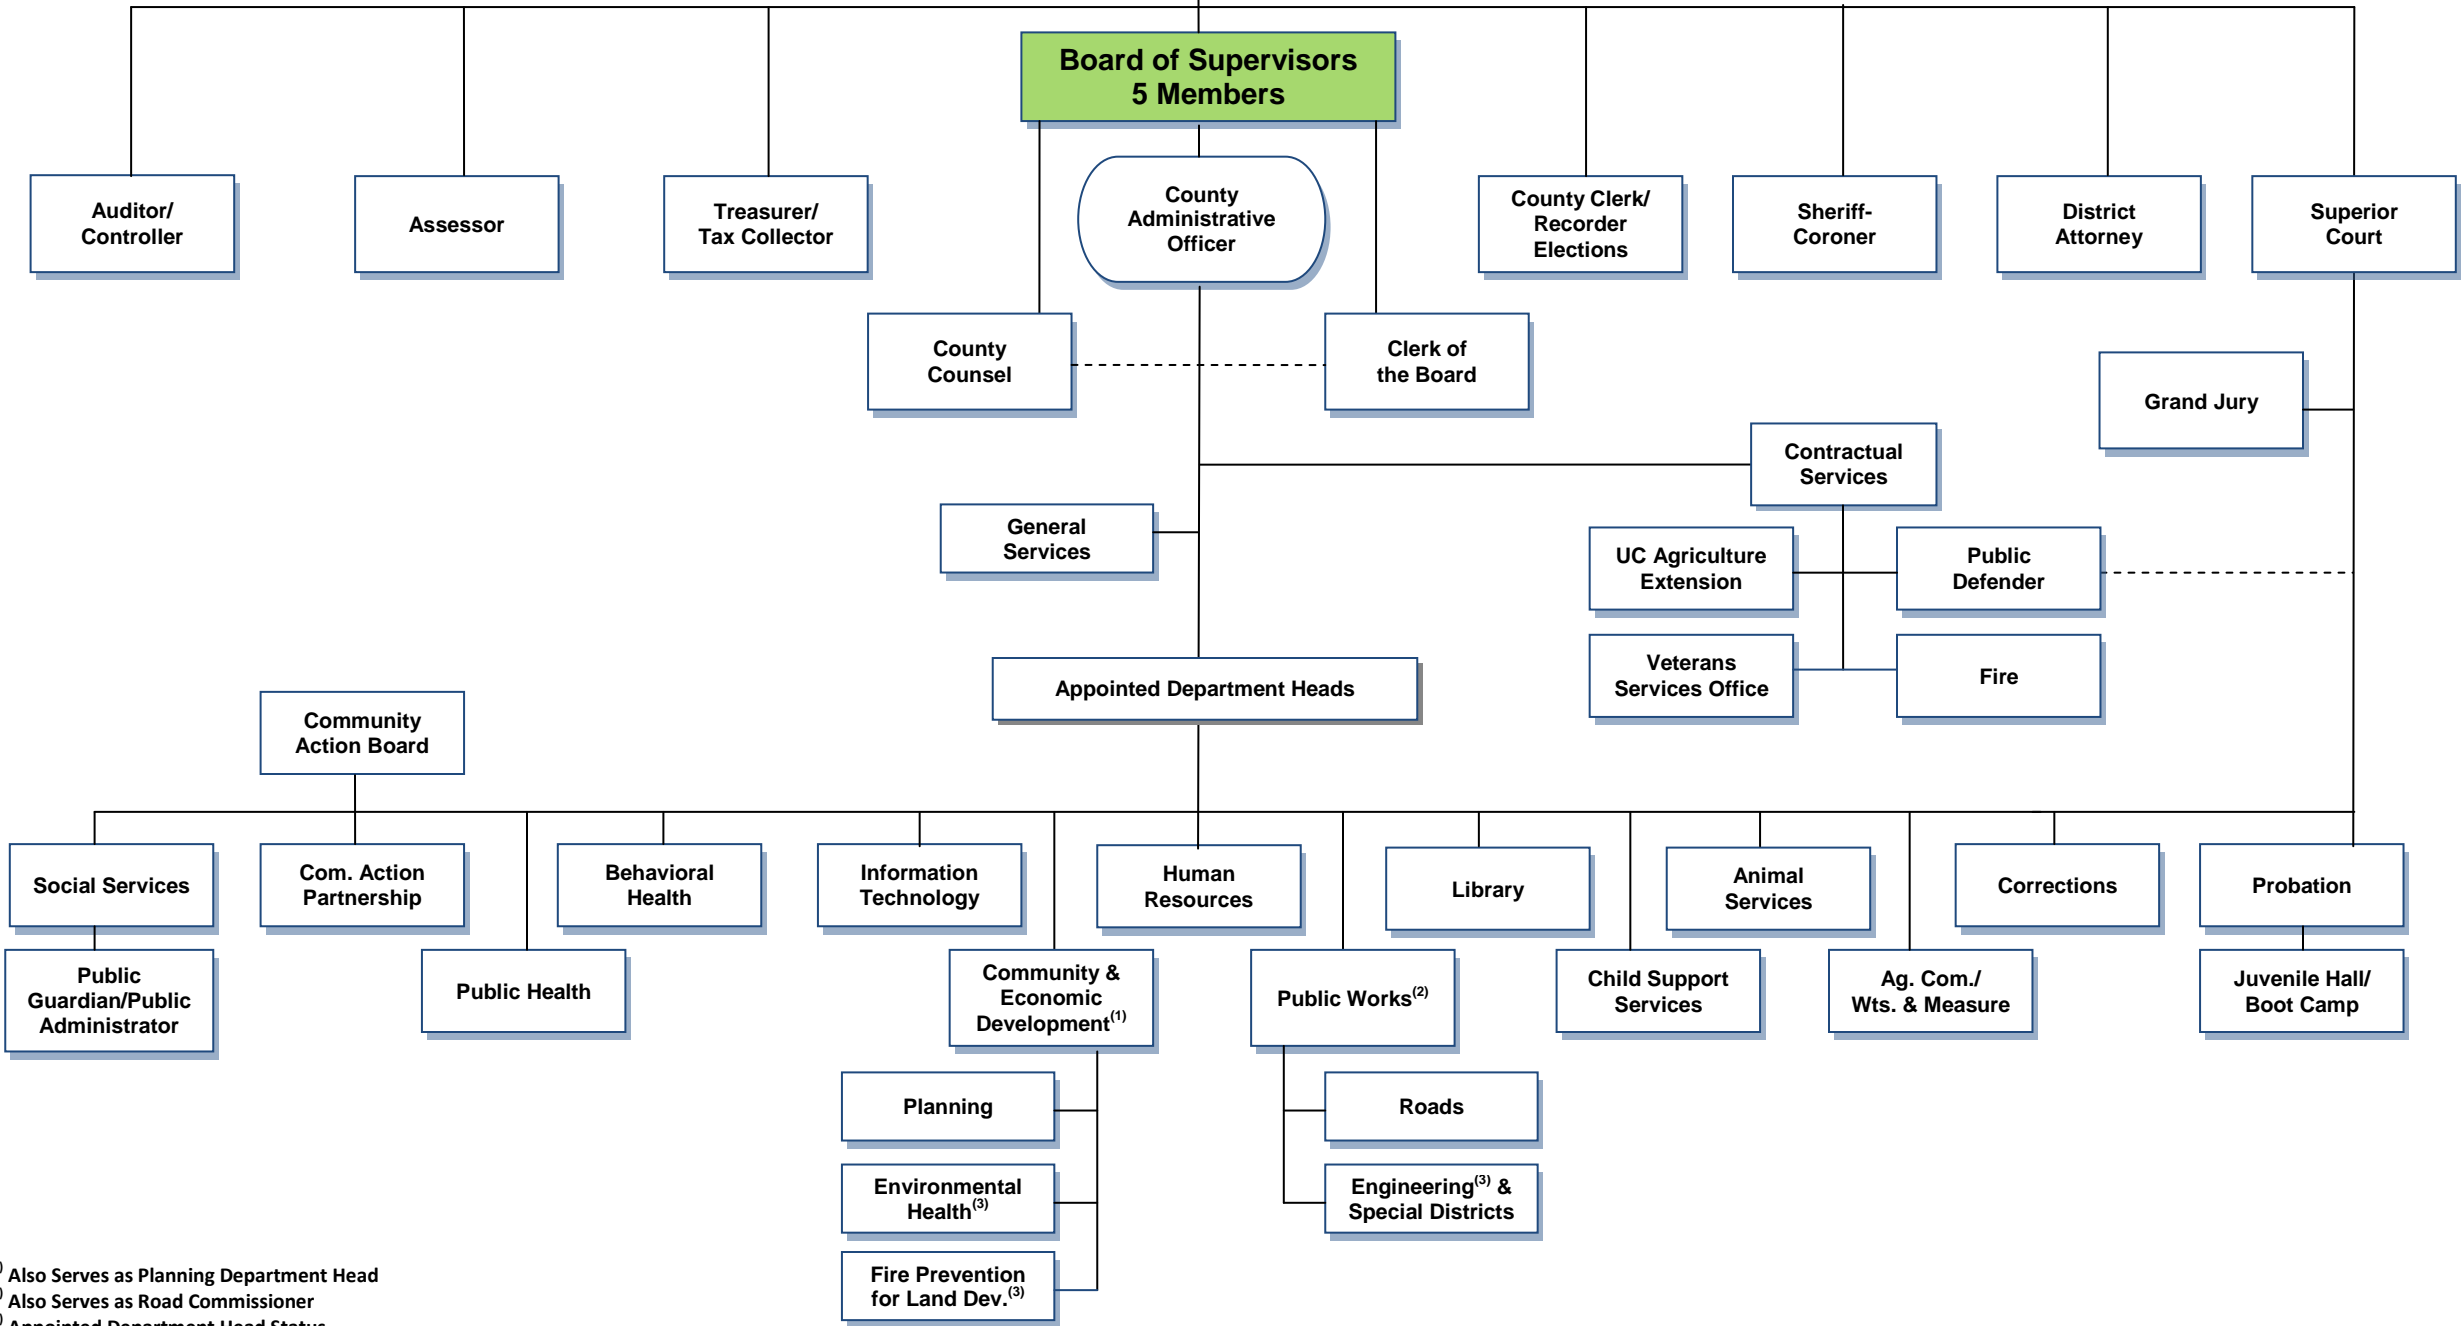 Board of Supervisors
5 Members
Auditor/
Controller
Assessor
Treasurer/
Tax Collector
County
Administrative
Officer
County Clerk/
Recorder
Elections
Sheriff-
Coroner
District
Attorney
Superior
Court
County
Counsel
Clerk of
the Board
Grand Jury
Contractual
Services
General
Services
UC Agriculture
Extension
Public
Defender
Veterans
Services Office
Fire
Appointed Department Heads
Community
Action Board
Social Services
Com. Action
Partnership
Behavioral
Health
Information
Technology
Human
Resources
Library
Animal
Services
Corrections
Probation
Public
Guardian/Public
Administrator
Public Health
Community &
Economic
Development(1)
Public Works(2)
Child Support
Services
Ag. Com./
Wts. & Measure
Juvenile Hall/
Boot Camp
Planning
Roads
Environmental
Health(3)
Engineering(3) &
Special Districts
Fire Prevention
for Land Dev.(3)
) Also Serves as Planning Department Head
) Also Serves as Road Commissioner
) Appointed Department Head Status